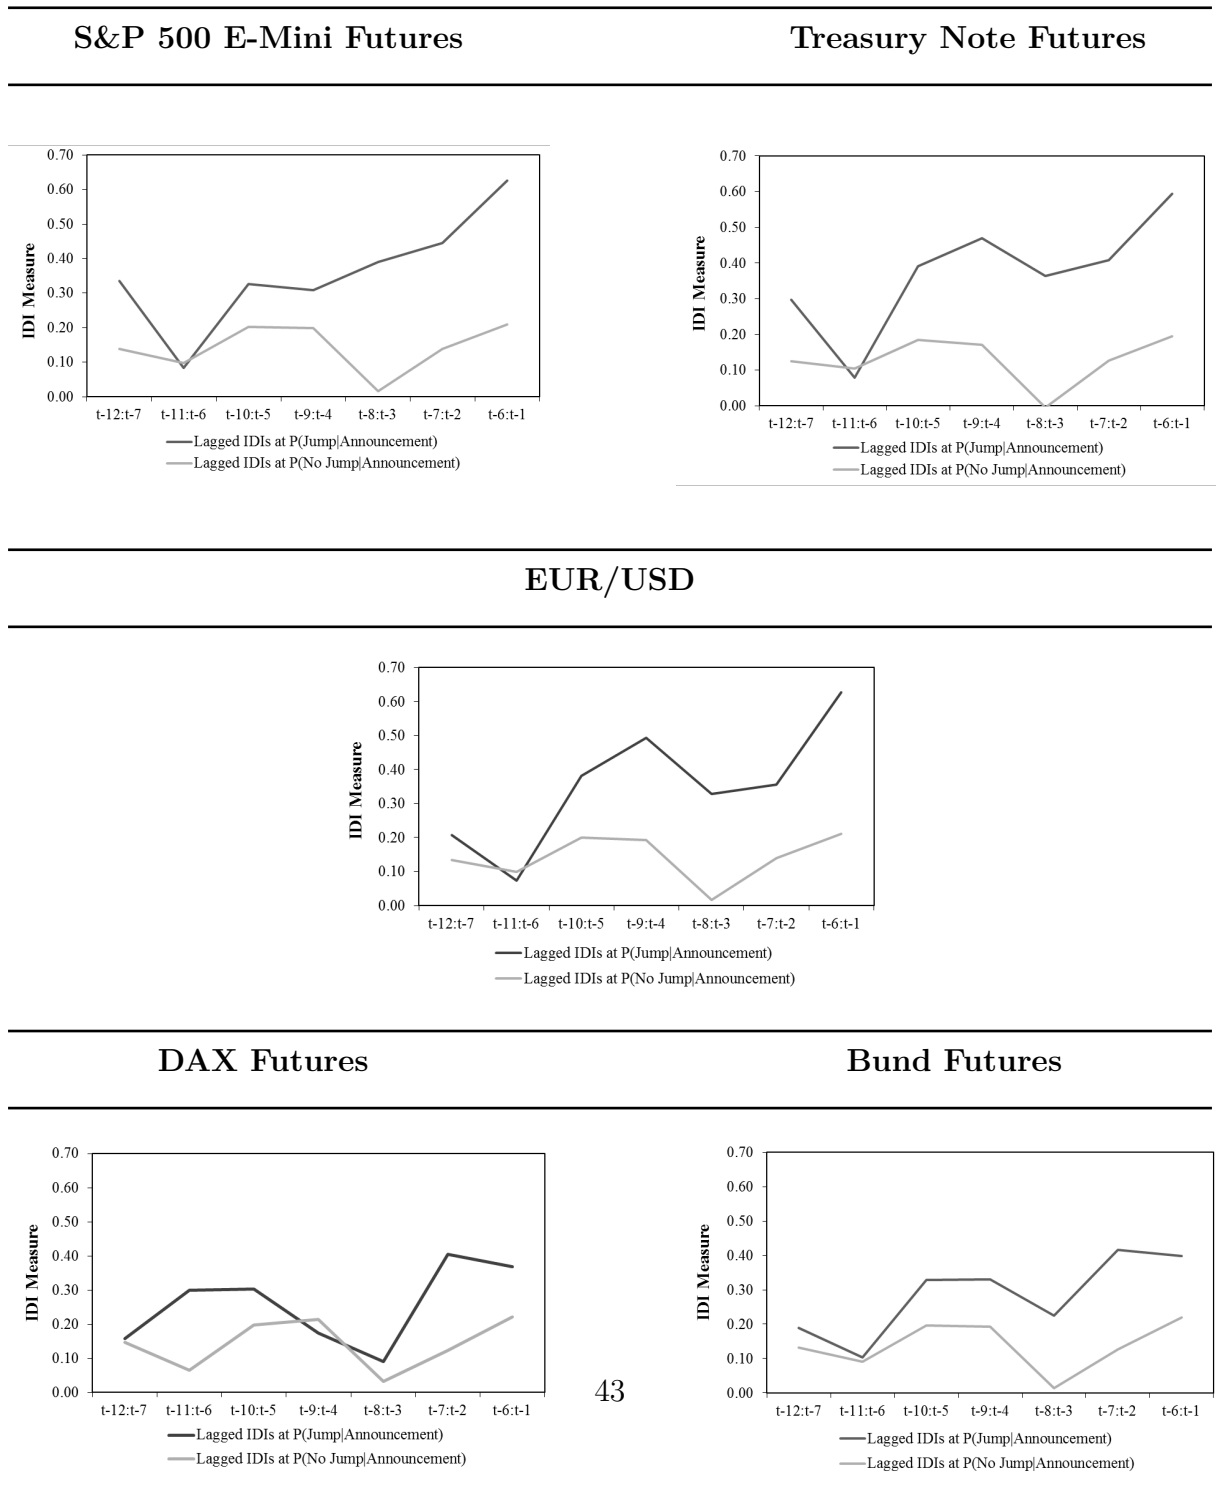 S&P 500 E-Mini Futures
Treasury Note Futures
0.70
0.60
0.50
0.40
0.30
0.20
0.10
0.00
IDI Measure
t-12:t-7 t-11:t-6 t-10:t-5 t-9:t-4 t-8:t-3 t-7:t-2 t-6:t-1
Lagged IDIs at P(Jump|Announcement)
Lagged IDIs at P(No Jump|Announcement)
0.70
0.60
0.50
0.40
0.30
0.20
0.10
0.00
IDI Measure
t-12:t-7 t-11:t-6 t-10:t-5 t-9:t-4 t-8:t-3 t-7:t-2 t-6:t-1
Lagged IDIs at P(Jump|Announcement)
Lagged IDIs at P(No Jump|Announcement)
EUR/USD
0.70
0.60
0.50
0.40
0.30
0.20
0.10
0.00
IDI Measure
t-12:t-7 t-11:t-6 t-10:t-5 t-9:t-4 t-8:t-3 t-7:t-2 t-6:t-1
Lagged IDIs at P(Jump|Announcement)
Lagged IDIs at P(No Jump|Announcement)
DAX Futures
Bund Futures
0.70
0.60
0.50
0.40
0.30
0.20
0.10
0.00
IDI Measure
t-12:t-7 t-11:t-6 t-10:t-5 t-9:t-4 t-8:t-3 t-7:t-2 t-6:t-1
Lagged IDIs at P(Jump|Announcement)
Lagged IDIs at P(No Jump|Announcement)
0.70
0.60
0.50
0.40
0.30
0.20
0.10
0.00
IDI Measure
t-12:t-7 t-11:t-6 t-10:t-5 t-9:t-4 t-8:t-3 t-7:t-2 t-6:t-1
Lagged IDIs at P(Jump|Announcement)
Lagged IDIs at P(No Jump|Announcement)
43